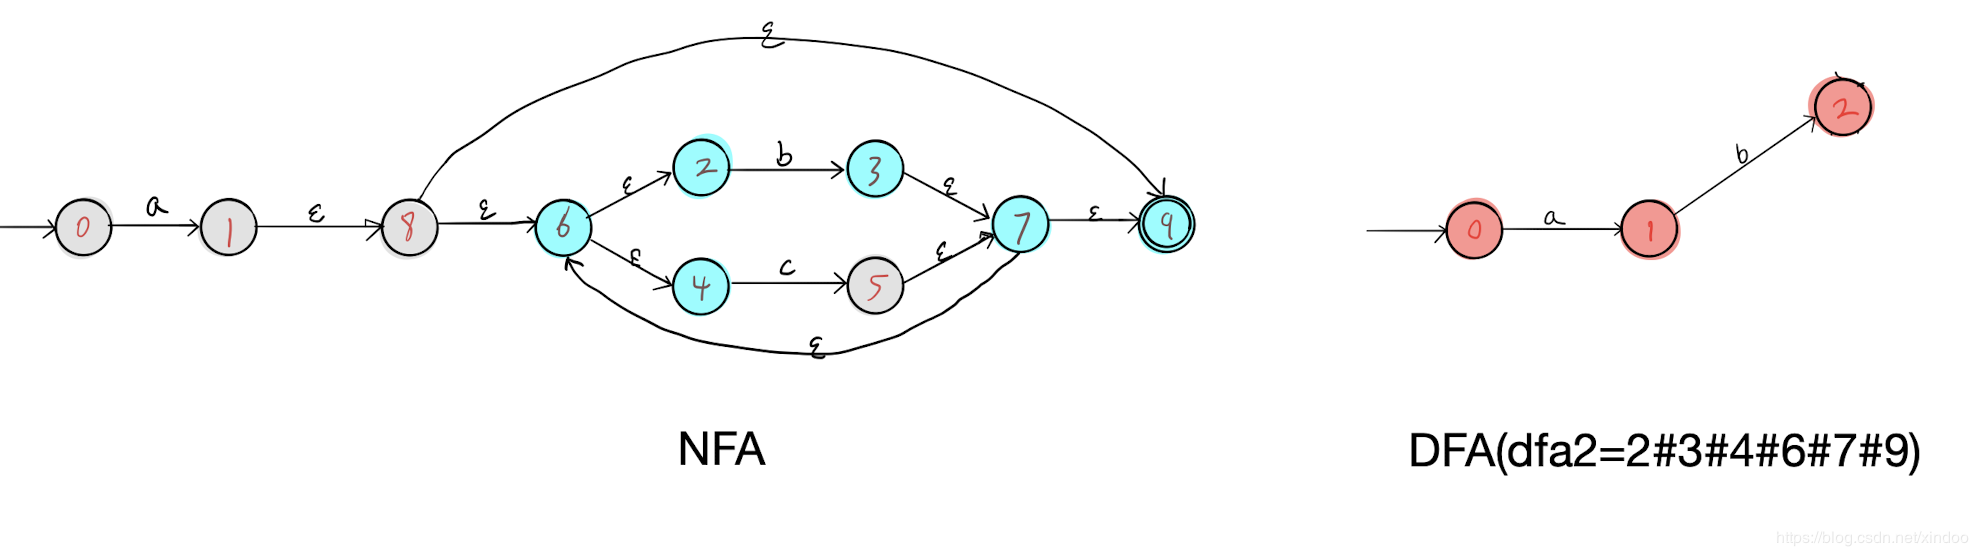 ε
2 b 3
ε ε
0 a 1 ε 8 ε 6 7 ε 9
ε ε
4 c 5
ε
2
b
0 a 1
NFA
DFA(dfa2=2#3#4#6#7#9)
https://blog.csdn.net/xindoo